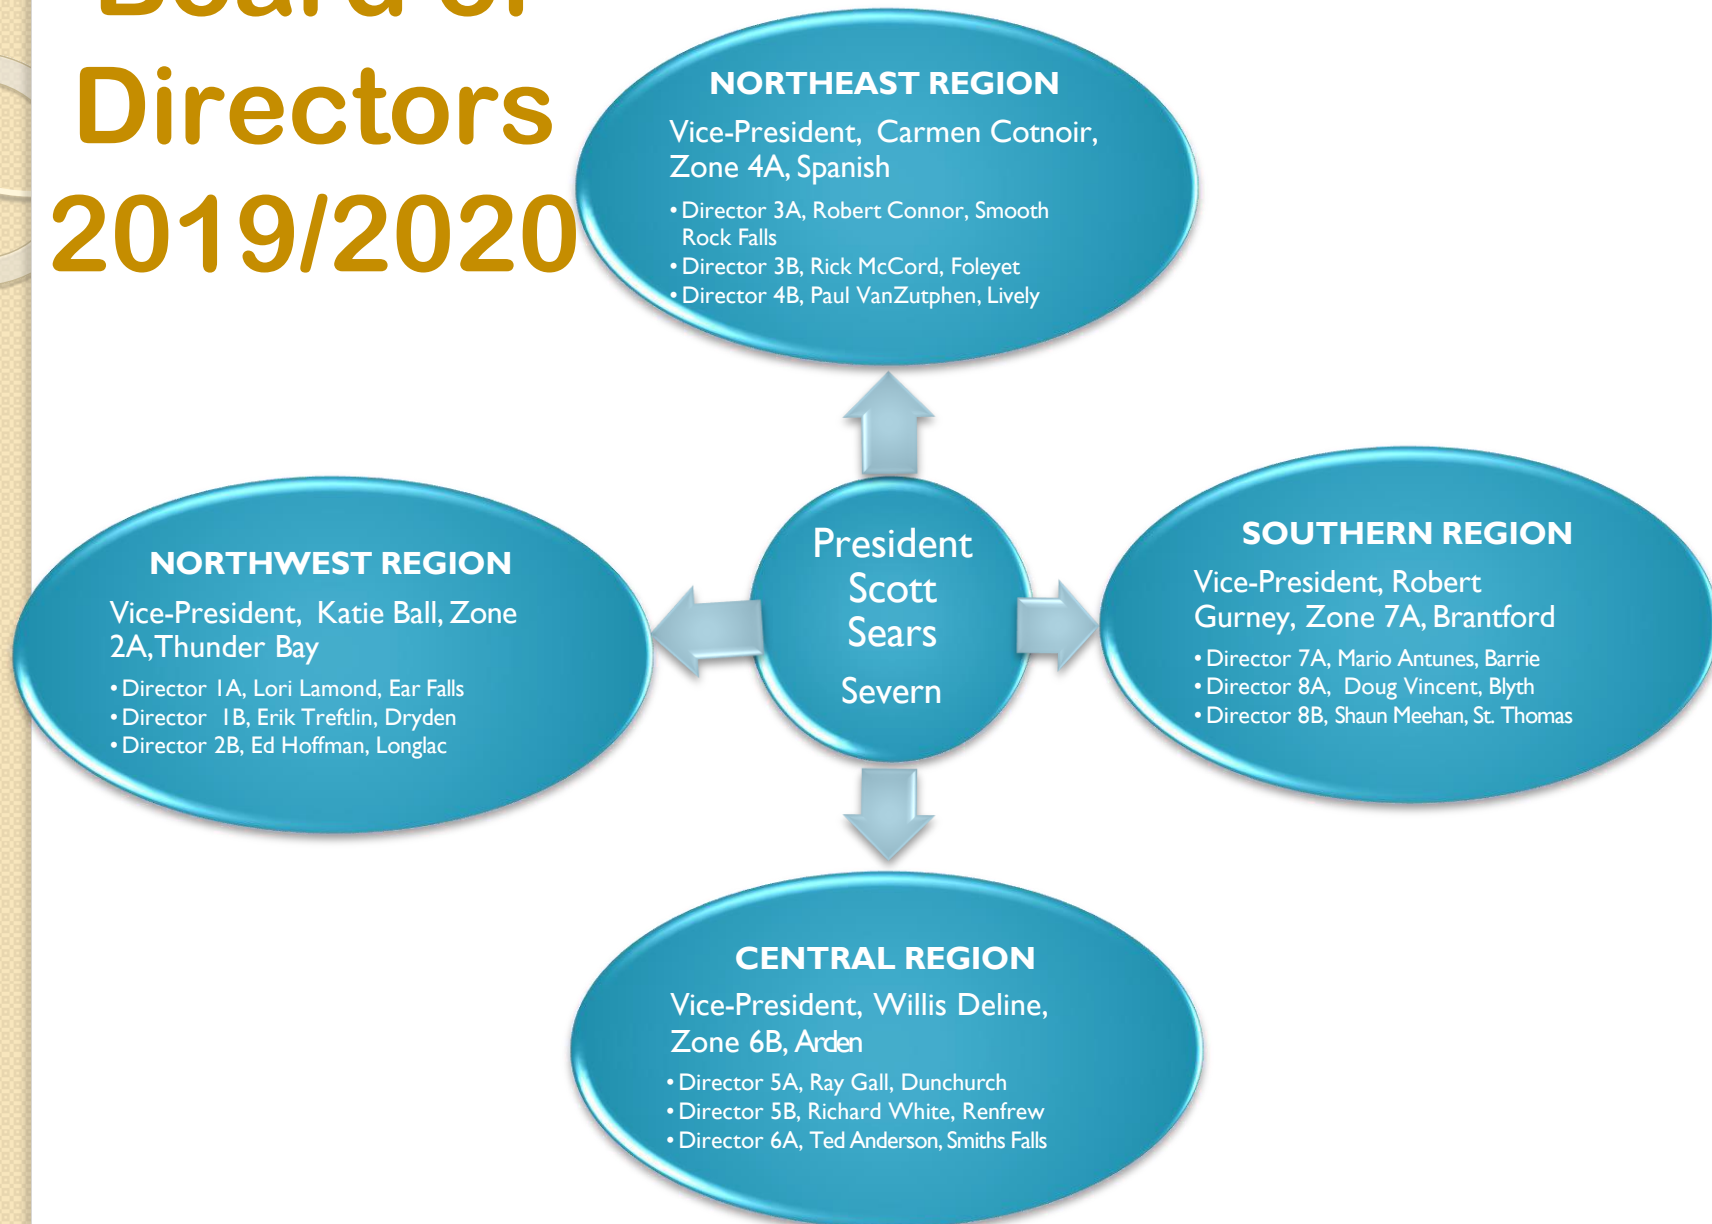 Board of
Directors
2019/2020
NORTHEAST REGION
Vice-President, Carmen Cotnoir,
Zone 4A, Spanish
• Director 3A, Robert Connor, Smooth
Rock Falls
• Director 3B, Rick McCord, Foleyet
• Director 4B, Paul VanZutphen, Lively
NORTHWEST REGION
Vice-President, Katie Ball, Zone
2A,Thunder Bay
• Director 1A, Lori Lamond, Ear Falls
• Director 1B, Erik Treftlin, Dryden
• Director 2B, Ed Hoffman, Longlac
President
Scott
Sears
Severn
SOUTHERN REGION
Vice-President, Robert
Gurney, Zone 7A, Brantford
• Director 7A, Mario Antunes, Barrie
• Director 8A, Doug Vincent, Blyth
• Director 8B, Shaun Meehan, St. Thomas
CENTRAL REGION
Vice-President, Willis Deline,
Zone 6B, Arden
• Director 5A, Ray Gall, Dunchurch
• Director 5B, Richard White, Renfrew
• Director 6A, Ted Anderson, Smiths Falls